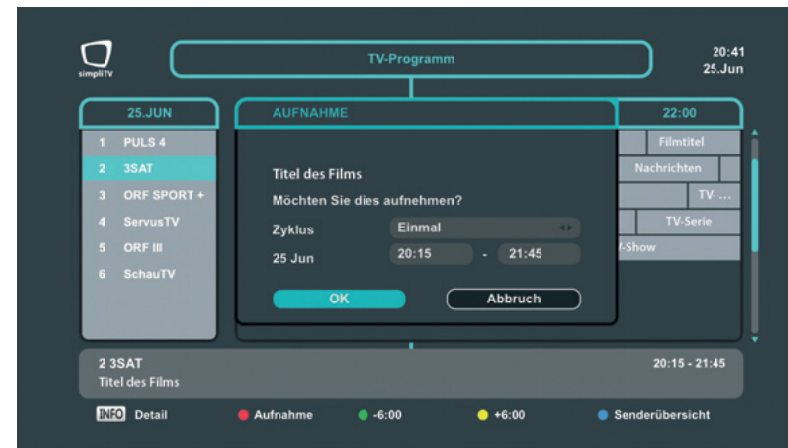 simpliTV
TV-Programm
20:41
25.Jun
25.JUN
AUFNAHME
22:00
1 PULS 4
2 3SAT
3 ORF SPORT +
4 ServusTV
5 ORF III
6 SchauTV
Titel des Films
Möchten Sie dies aufnehmen?
Zyklus Einmal
25 Jun 20:15 - 21:45
OK Abbruch
Filmtitel
Nachrichten
TV ...
TV-Serie
-Show
2 3SAT 20:15 - 21:45
Titel des Films
INFO Detail Aufnahme -6:00 +6:00 Senderübersicht